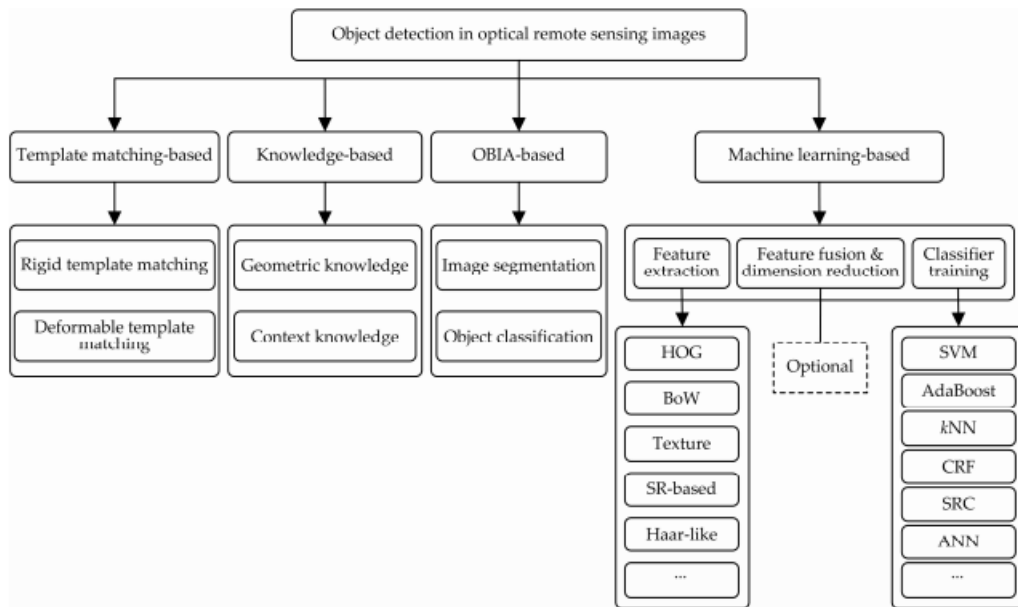 Object detection in optical remote sensing images
Template matching-based
Knowledge-based
OBIA-based
Machine learning-based
Rigid template matching
Deformable template
matching
Geometric knowledge
Context knowledge
Image segmentation
Object classification
Feature
extraction
Feature fusion &
dimension reduction
Classifier
training
HOG
BoW
Texture
SR-based
Haar-like
...
Optional
SVM
AdaBoost
kNN
CRF
SRC
ANN
...